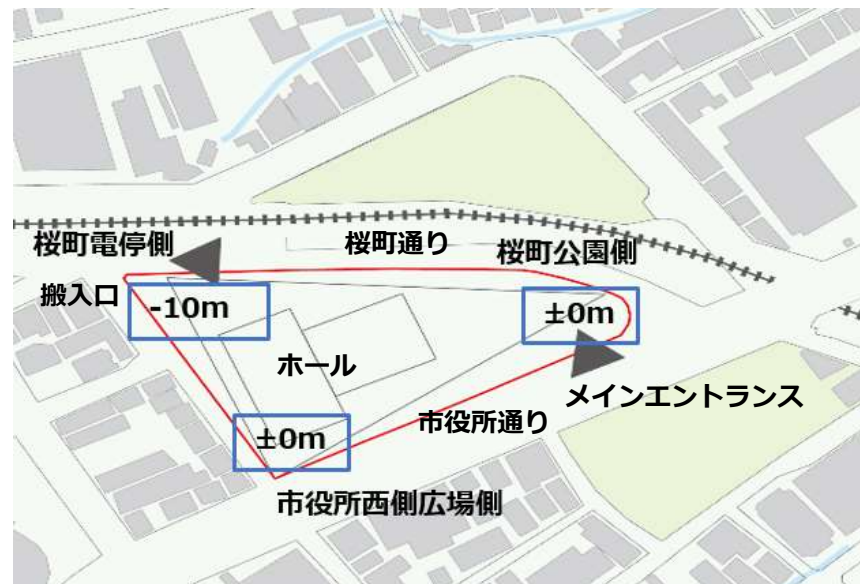 桜町電停側
桜町通り
桜町公園側
搬入口
-10m
±0m
ホール
メインエントランス
市役所通り
±0m
市役所西側広場側